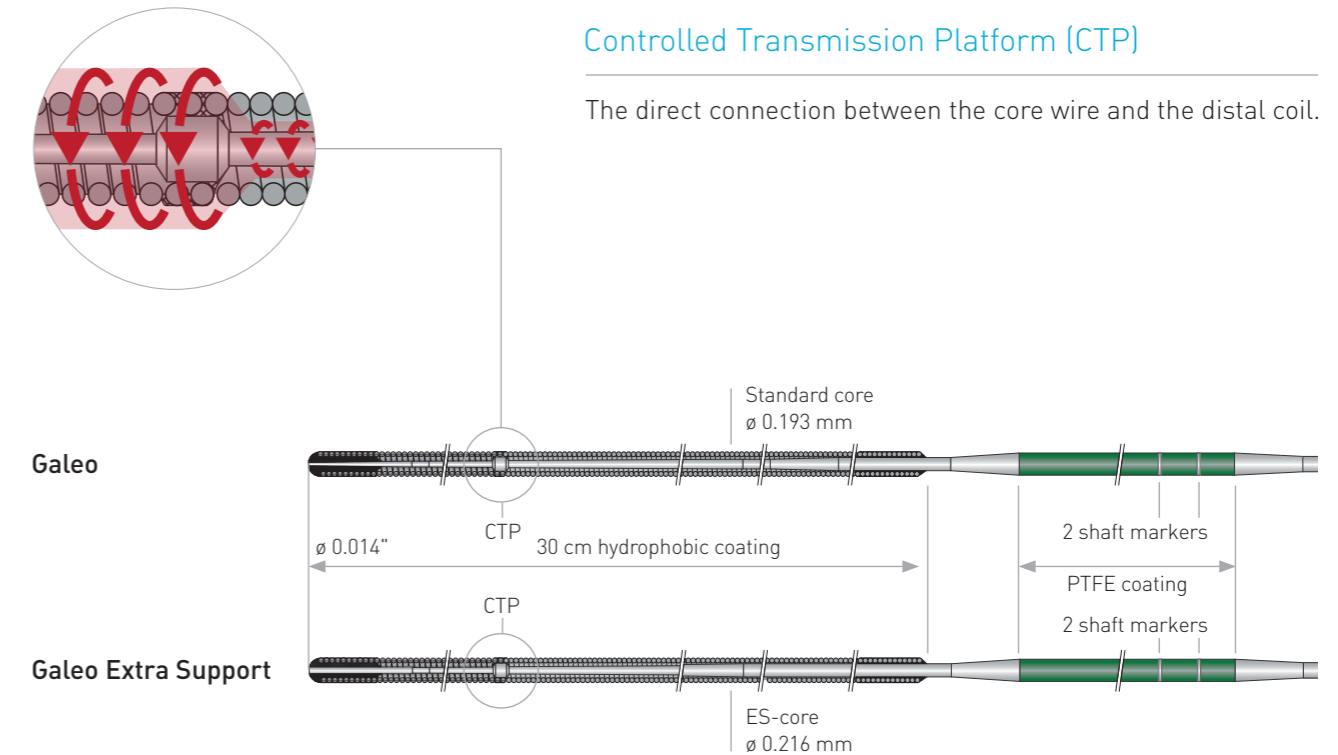 Controlled Transmission Platform (CTP)
The direct connection between the core wire and the distal coil.
Standard core
ø 0.193 mm
Galeo
CTP
2 shaft markers
ø 0.014"
30 cm hydrophobic coating
PTFE coating
CTP
2 shaft markers
Galeo Extra Support
ES-core
ø 0.216 mm